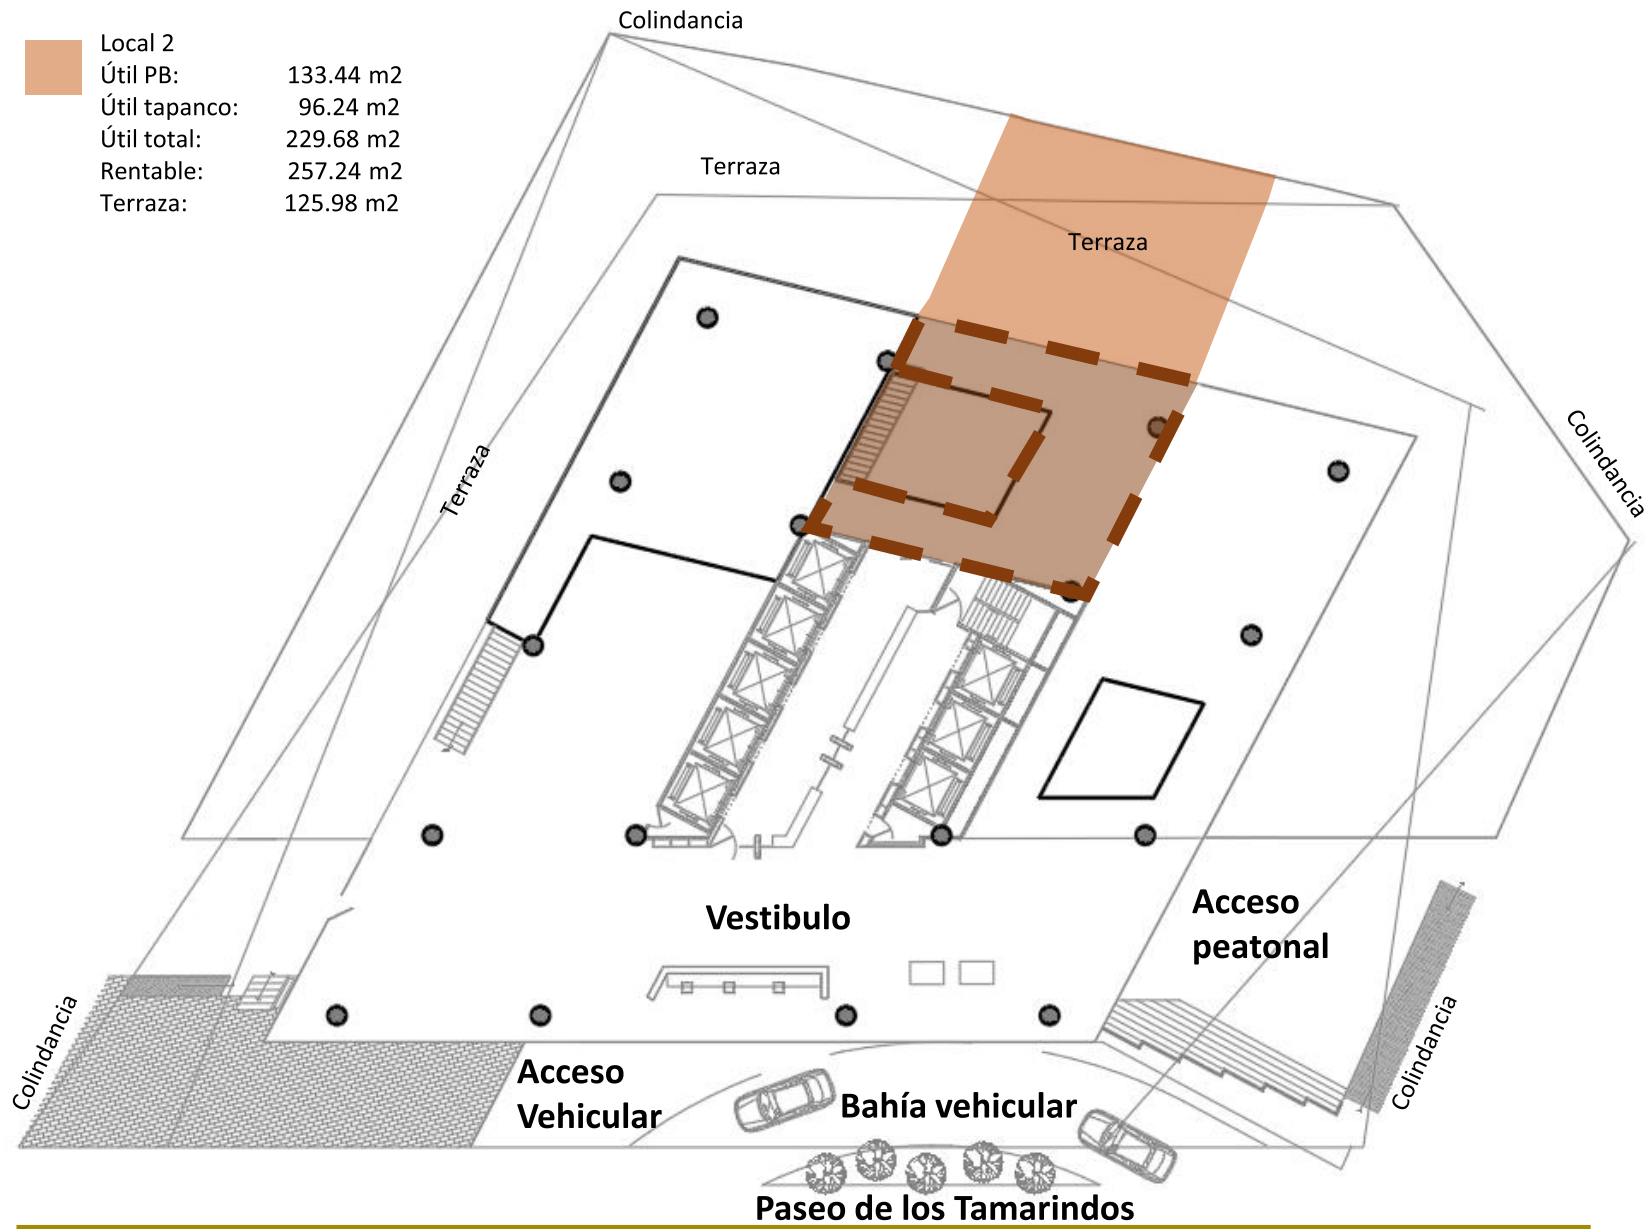 Colindancia
Local 2
Útil PB: 133.44 m2
Útil tapanco: 96.24 m2
Útil total: 229.68 m2
Rentable: 257.24 m2
Terraza: 125.98 m2
Terraza
Terraza
Terraza
Colindancia
Vestibulo
Acceso
peatonal
Colindancia
Colindancia
Acceso
Vehicular
Bahía vehicular
Paseo de los Tamarindos